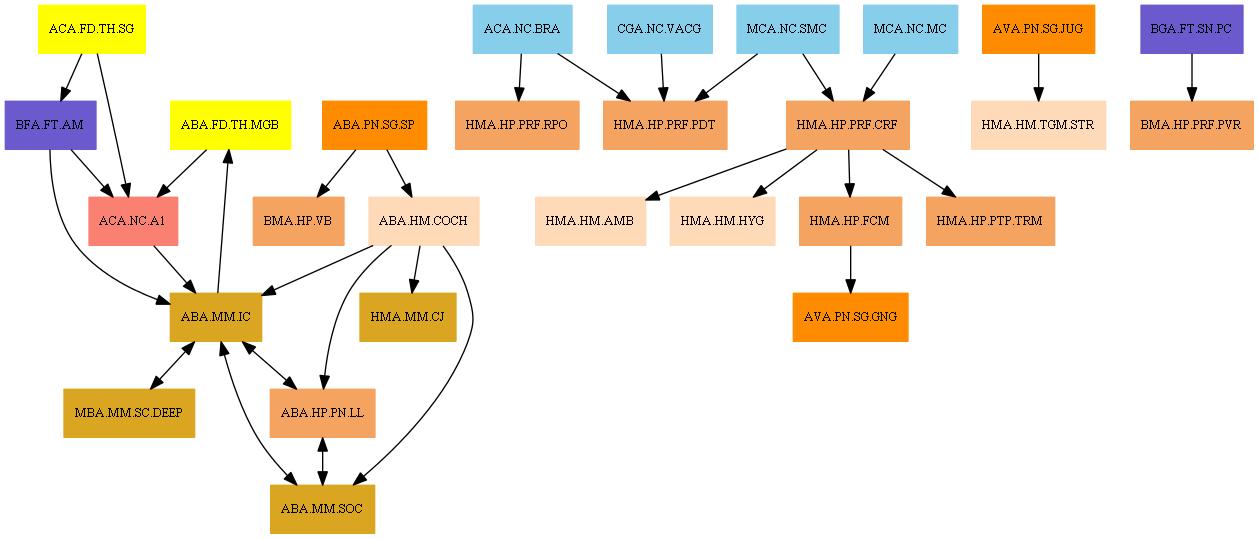 ACA.FD.TH.SG
ACA.NC.BRA
CGA.NC.VACG
MCA.NC.SMC
MCA.NC.MC
AVA.PN.SG.JUG
BGA.FT.SN.PC
BFA.FT.AM
ABA.FD.TH.MGB
ABA.PN.SG.SP
HMA.HP.PRF.RPO
HMA.HP.PRF.PDT
HMA.HP.PRF.CRF
HMA.HM.TGM.STR
BMA.HP.PRF.PVR
ACA.NC.A1
BMA.HP.VB
ABA.HM.COCH
HMA.HM.AMB
HMA.HM.HYG
HMA.HP.FCM
HMA.HP.PTP.TRM
ABA.MM.IC
HMA.MM.CJ
AVA.PN.SG.GNG
MBA.MM.SC.DEEP
ABA.HP.PN.LL
ABA.MM.SOC